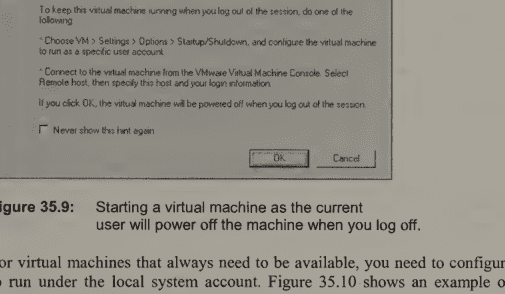 To keep this virtual machine running when you log out of the session, do one of the
following:
* Choose VM > Settings > Options > Startup/Shutdown, and configure the virtual machine
to run as a specific user account.
* Connect to the virtual machine from the VMware Virtual Machine Console. Select
Remote host, then specify this host and your login information.
If you click OK, the virtual machine will be powered off when you log out of the session.
Never show this hint again
OK Cancel
igure 35.9: Starting a virtual machine as the current
user will power off the machine when you log off.
or virtual machines that always need to be available, you need to configur
o run under the local system account. Figure 35.10 shows an example o